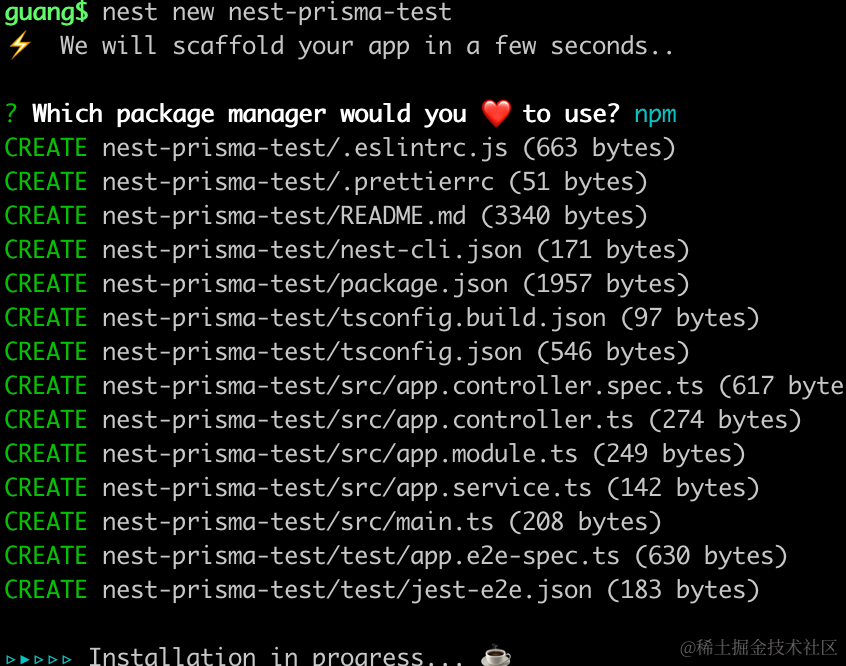 guang$ nest new nest-prisma-test
⚡ We will scaffold your app in a few seconds..
? Which package manager would you ❤️ to use? npm
CREATE nest-prisma-test/.eslintrc.js (663 bytes)
CREATE nest-prisma-test/.prettierrc (51 bytes)
CREATE nest-prisma-test/README.md (3340 bytes)
CREATE nest-prisma-test/nest-cli.json (171 bytes)
CREATE nest-prisma-test/package.json (1957 bytes)
CREATE nest-prisma-test/tsconfig.build.json (97 bytes)
CREATE nest-prisma-test/tsconfig.json (546 bytes)
CREATE nest-prisma-test/src/app.controller.spec.ts (617 byte
CREATE nest-prisma-test/src/app.controller.ts (274 bytes)
CREATE nest-prisma-test/src/app.module.ts (249 bytes)
CREATE nest-prisma-test/src/app.service.ts (142 bytes)
CREATE nest-prisma-test/src/main.ts (208 bytes)
CREATE nest-prisma-test/test/app.e2e-spec.ts (630 bytes)
CREATE nest-prisma-test/test/jest-e2e.json (183 bytes)
▹▸▹▹▹ Installation in progress... ☕
@稀土掘金技术社区